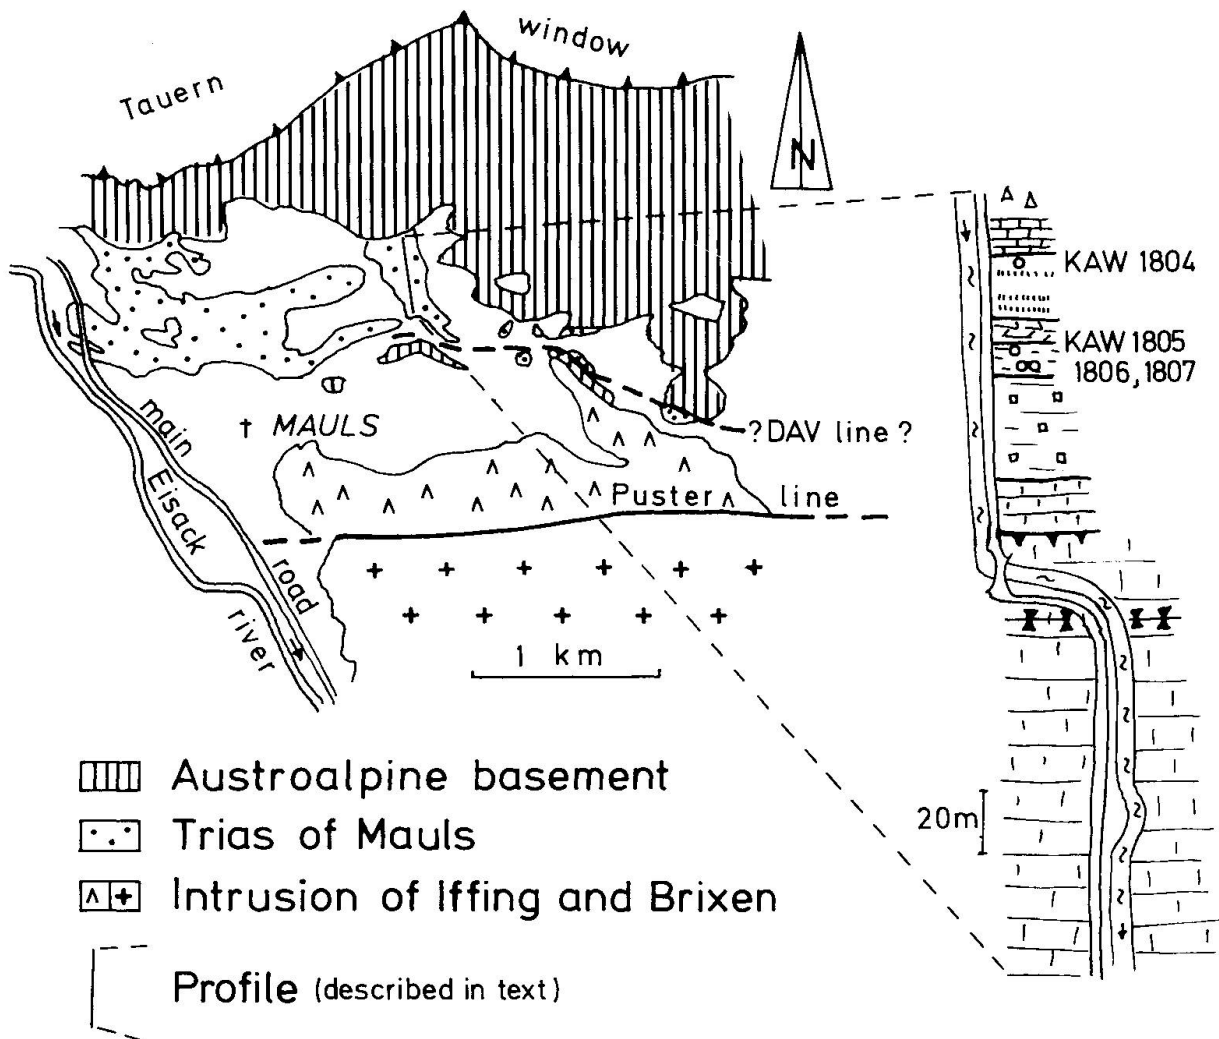 Tauern window
N
KAW 1804
KAW 1805
1806, 1807
† MAULS
?DAV line?
Puster line
main road
Eisack river
1 km
20m
Austroalpine basement
Trias of Mauls
Intrusion of Iffing and Brixen
Profile (described in text)